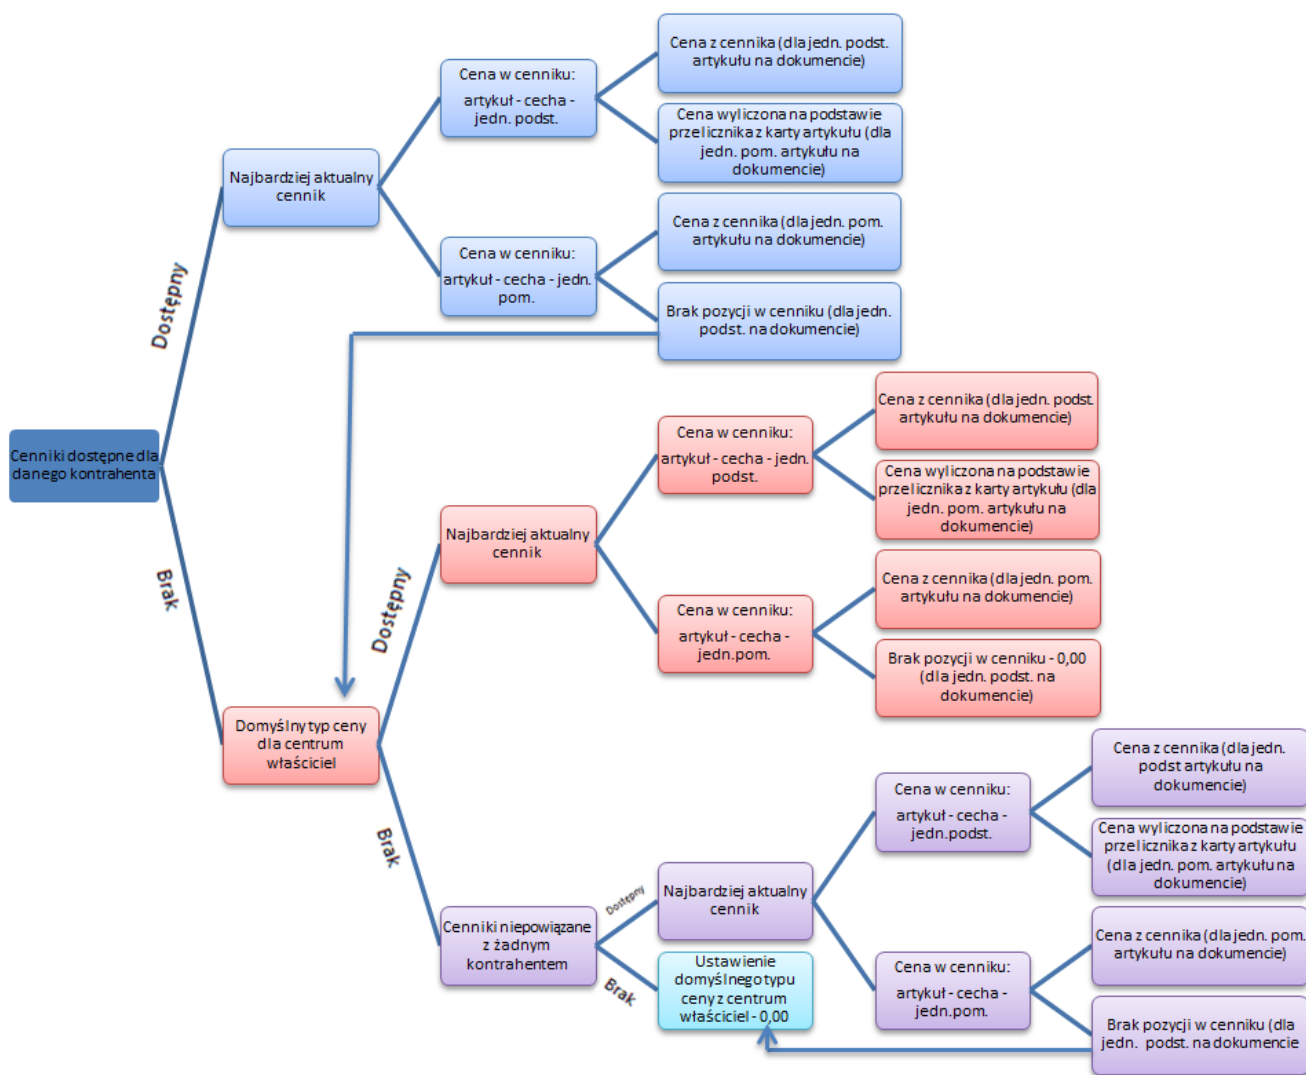 Cenniki dostępne dla
danego kontrahenta
Dostępny
Brak
Najbardziej aktualny
cennik
Cena w cenniku:
artykuł - cecha -
jedn. podst.
Cena z cennika (dla jedn. podst.
artykułu na dokumencie)
Cena wyliczona na podstawie
przelicznika z karty artykułu (dla
jedn. pom. artykułu na
dokumencie)
Cena w cenniku:
artykuł - cecha - jedn.
pom.
Cena z cennika (dla jedn. pom.
artykułu na dokumencie)
Brak pozycji w cenniku (dla jedn.
podst. na dokumencie)
Domyślny typ ceny
dla centrum
właściciel
Dostępny
Brak
Najbardziej aktualny
cennik
Cena w cenniku:
artykuł - cecha - jedn.
podst.
Cena z cennika (dla jedn. podst.
artykułu na dokumencie)
Cena wyliczona na podstawie
przelicznika z karty artykułu (dla
jedn. pom. artykułu na
dokumencie)
Cena w cenniku:
artykuł - cecha -
jedn.pom.
Cena z cennika (dla jedn. pom.
artykułu na dokumencie)
Brak pozycji w cenniku - 0,00
(dla jedn. podst. na
dokumencie)
Cenniki niepowiązane
z żadnym
kontrahentem
Dostępny
Brak
Najbardziej aktualny
cennik
Cena w cenniku:
artykuł - cecha -
jedn.podst.
Cena z cennika (dla jedn.
podst artykułu na
dokumencie)
Cena wyliczona na podstawie
przelicznika z karty artykułu
(dla jedn. pom. artykułu na
dokumencie)
Cena w cenniku:
artykuł - cecha -
jedn.pom.
Cena z cennika (dla jedn. pom.
artykułu na dokumencie)
Brak pozycji w cenniku (dla
jedn. podst. na dokumencie
Ustawienie
domyślnego typu
ceny z centrum
właściciel - 0,00